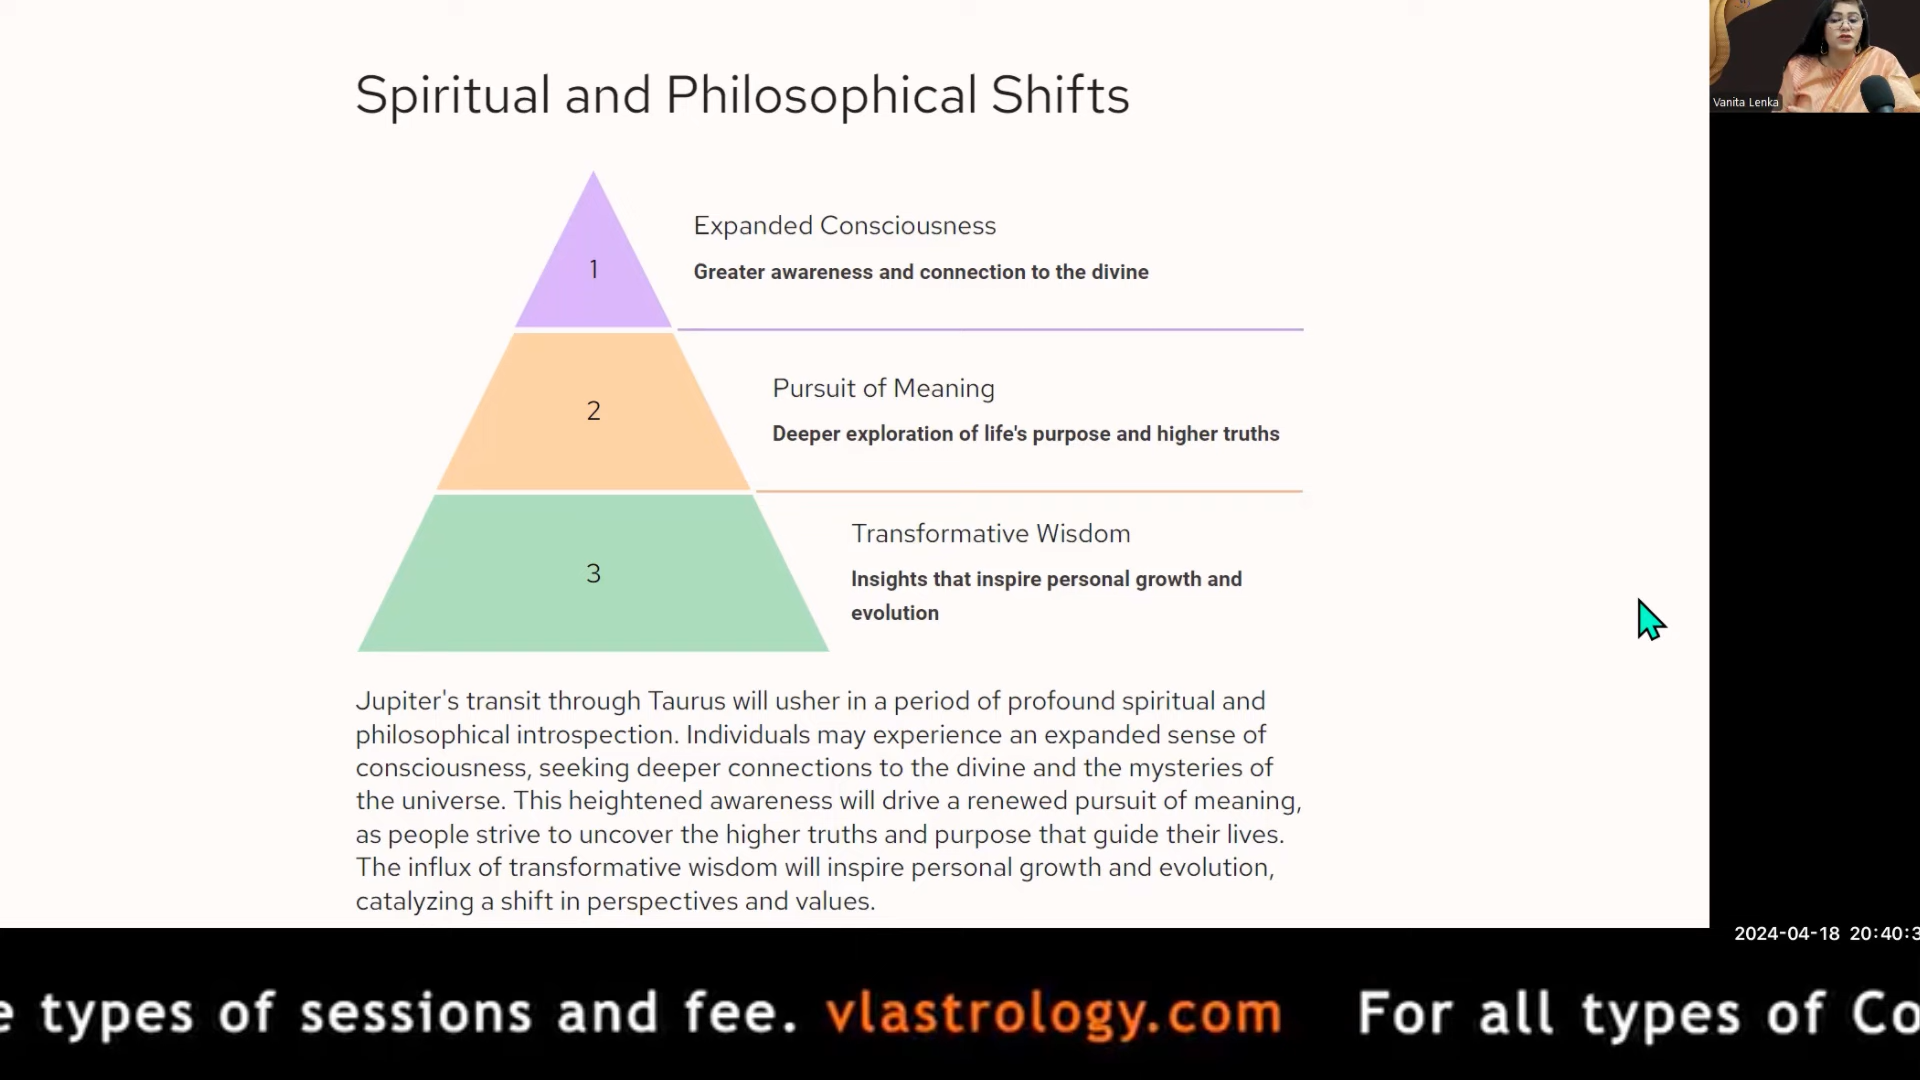 Spiritual and Philosophical Shifts
1
Expanded Consciousness
Greater awareness and connection to the divine
2
Pursuit of Meaning
Deeper exploration of life's purpose and higher truths
3
Transformative Wisdom
Insights that inspire personal growth and
evolution
Jupiter's transit through Taurus will usher in a period of profound spiritual and
philosophical introspection. Individuals may experience an expanded sense of
consciousness, seeking deeper connections to the divine and the mysteries of
the universe. This heightened awareness will drive a renewed pursuit of meaning,
as people strive to uncover the higher truths and purpose that guide their lives.
The influx of transformative wisdom will inspire personal growth and evolution,
catalyzing a shift in perspectives and values.
Vanita Lenka
2024-04-18 20:40:3
e types of sessions and fee. vlastrology.com For all types of Co